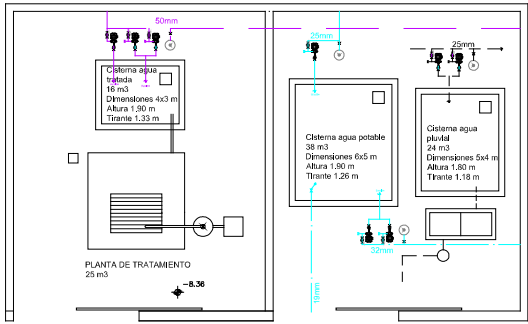 50mm
25mm
25mm
Cisterna agua
tratada
16 m3
Dimensiones 4x3 m
Altura 1,90 m
Tirante 1.33 m
Cisterna agua potable
38 m3
Dimensiones 6x5 m
Altura 1.90 m
Tirante 1.26 m
Cisterna agua
pluvial
24 m3
Dimensiones 5x4 m
Altura 1.80 m
Tirante 1.18 m
32mm
19mm
PLANTA DE TRATAMIENTO
25 m3
-8.36